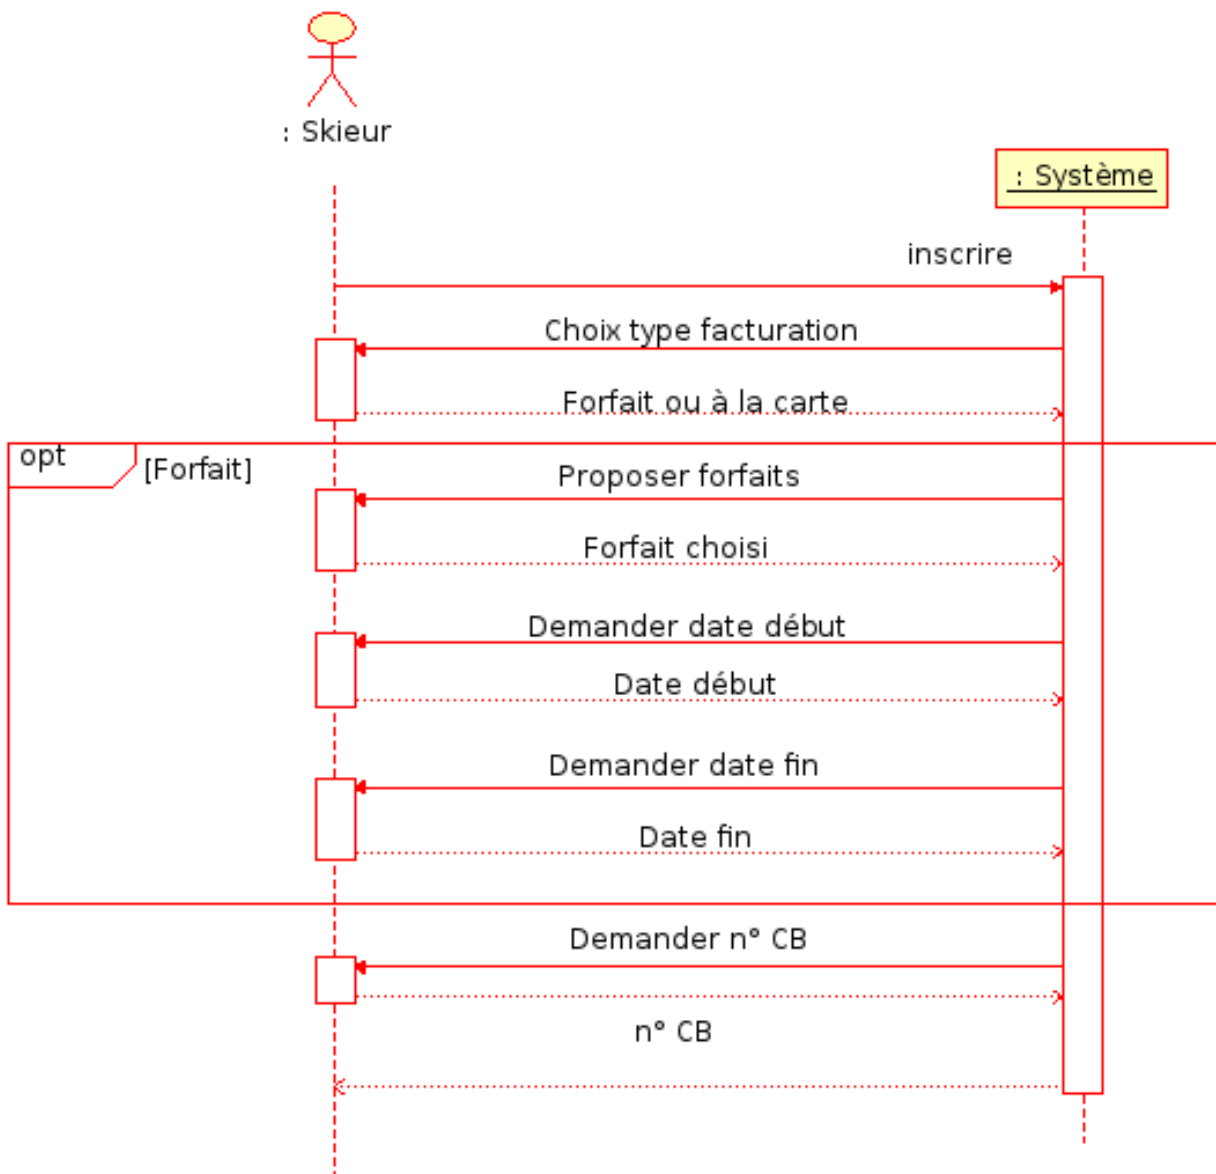 : Skieur
: Système
inscrire
Choix type facturation
Forfait ou à la carte
opt
[Forfait]
Proposer forfaits
Forfait choisi
Demander date début
Date début
Demander date fin
Date fin
Demander n° CB
n° CB